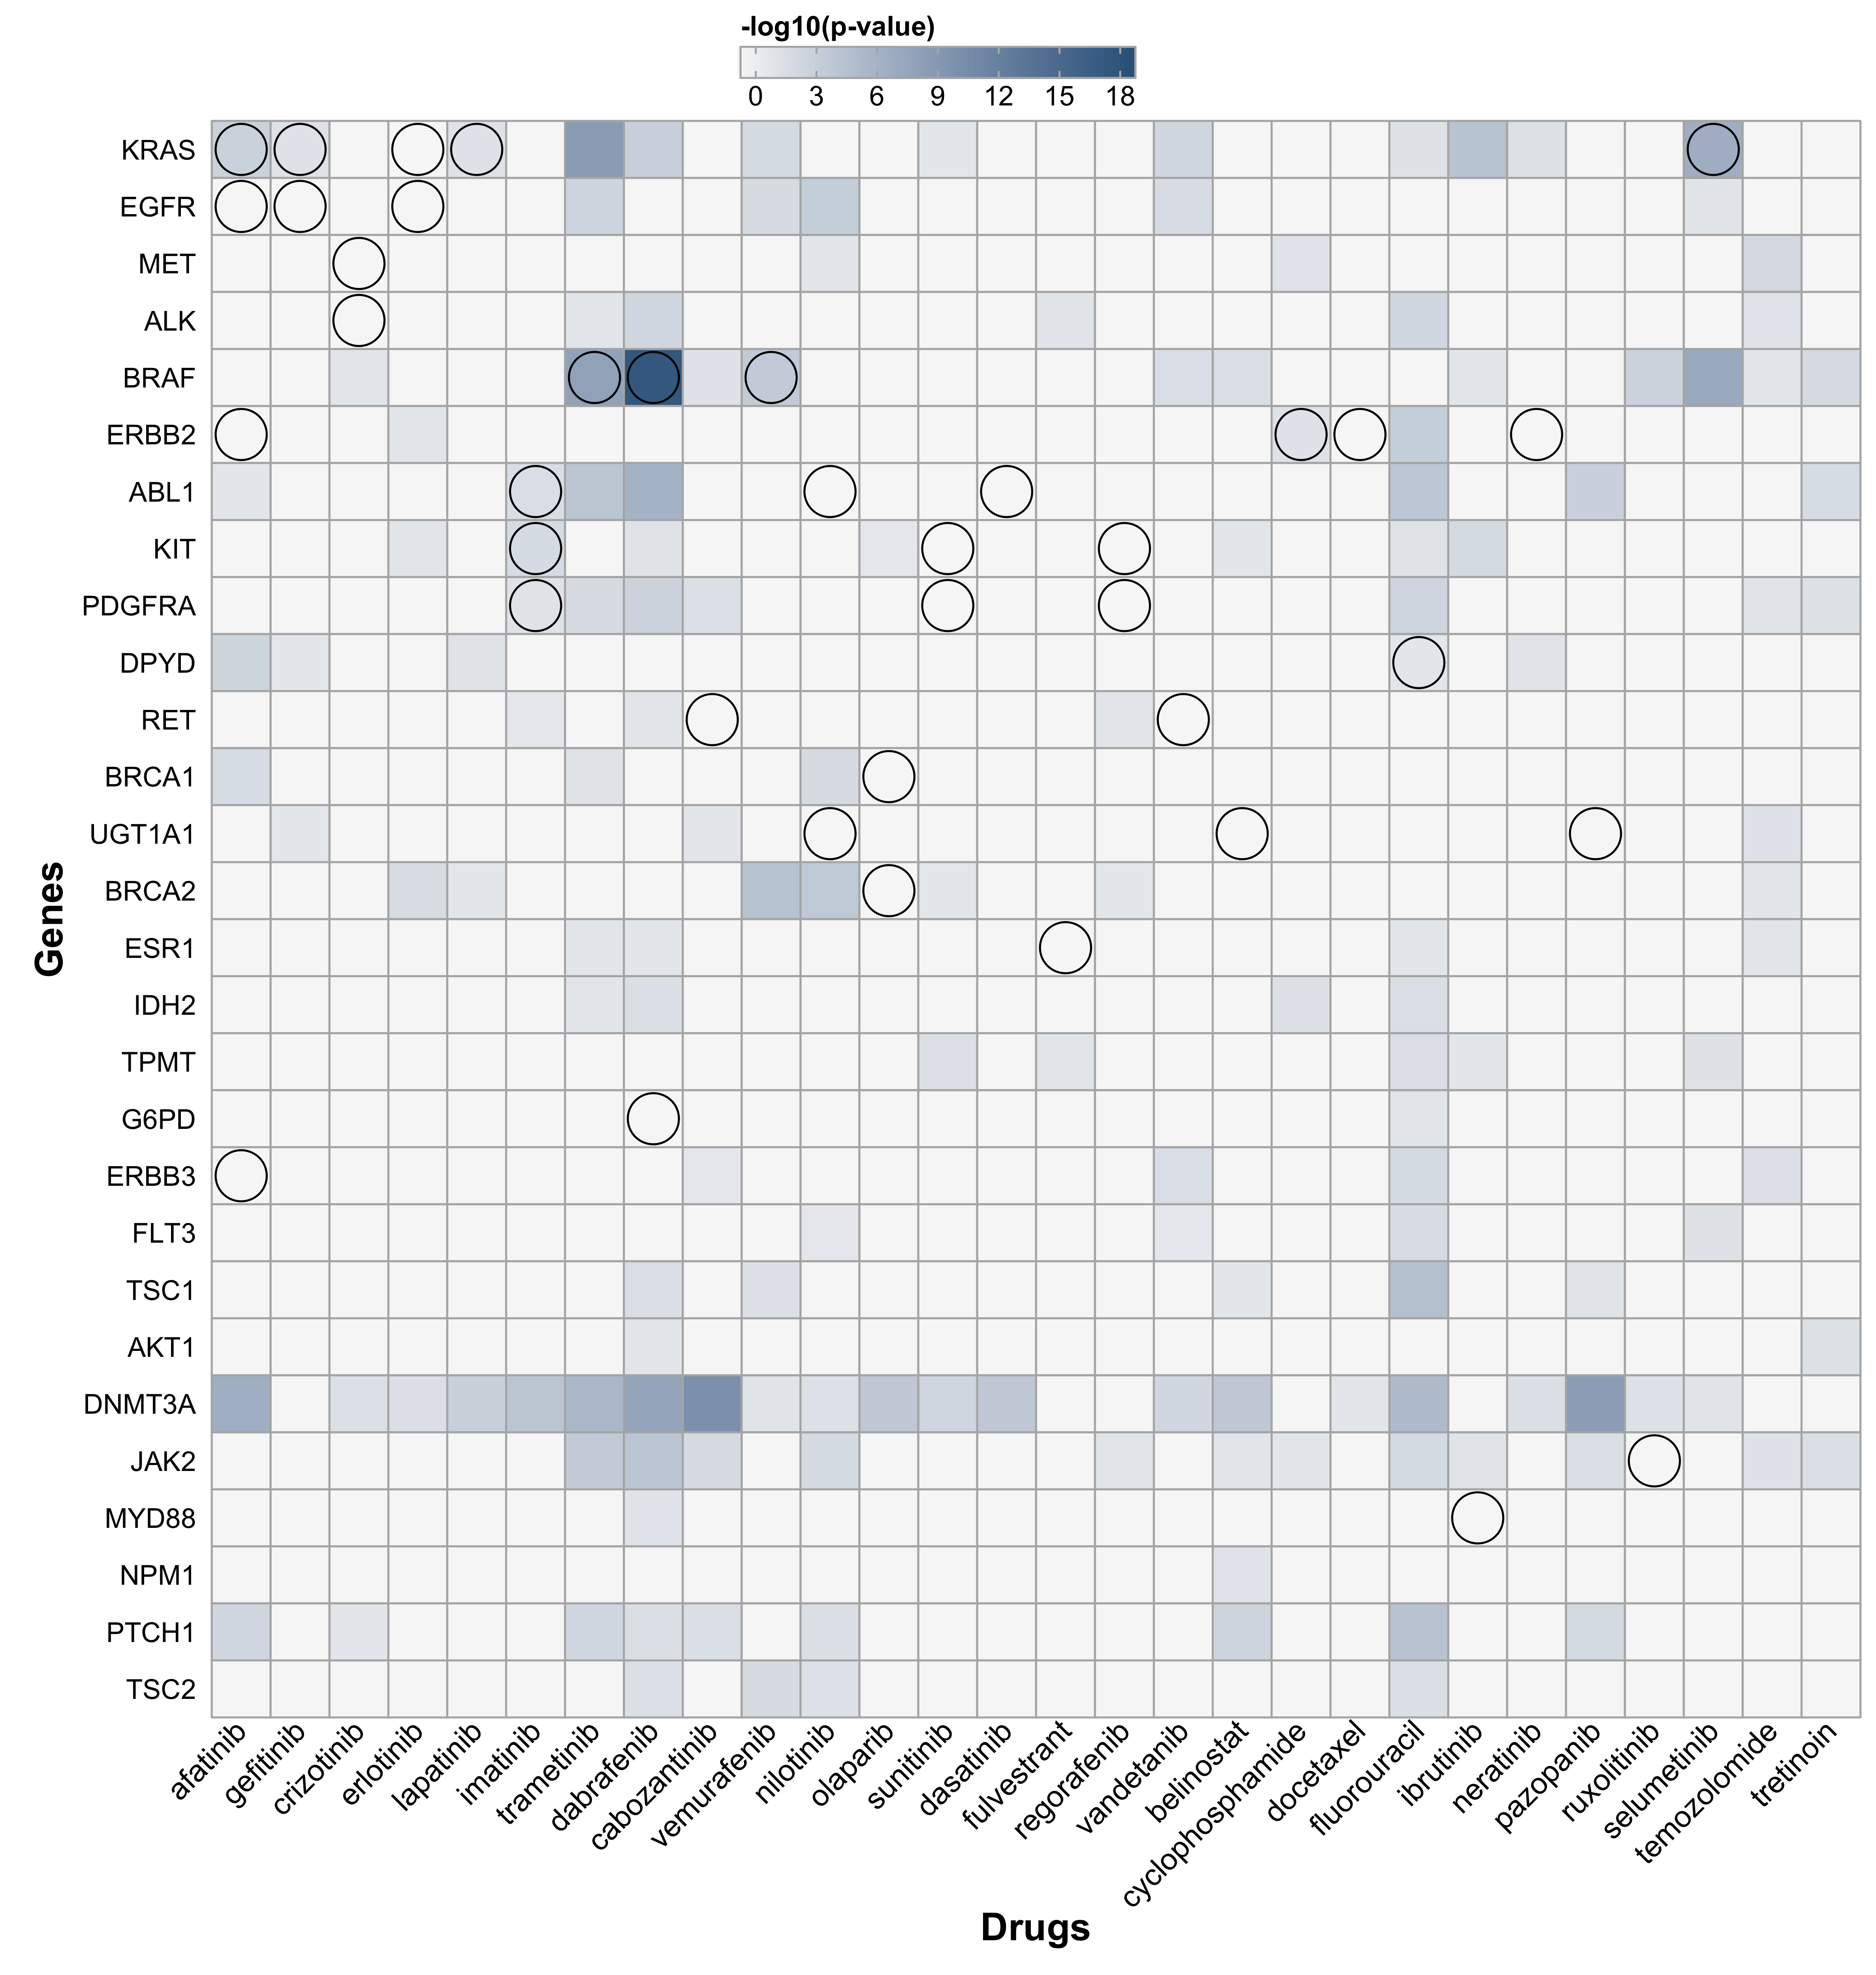 -log10(p-value)
0 3 6 9 12 15 18
KRAS
EGFR
MET
ALK
BRAF
ERBB2
ABL1
KIT
PDGFRA
DPYD
RET
BRCA1
UGT1A1
BRCA2
ESR1
IDH2
TPMT
G6PD
ERBB3
FLT3
TSC1
AKT1
DNMT3A
JAK2
MYD88
NPM1
PTCH1
TSC2
Genes
afatinib
gefitinib
crizotinib
erlotinib
lapatinib
imatinib
trametinib
dabrafenib
cabozantinib
vemurafenib
nilotinib
olaparib
sunitinib
dasatinib
fulvestrant
regorafenib
vandetanib
belinostat
cyclophosphamide
docetaxel
fluorouracil
ibrutinib
neratinib
pazopanib
ruxolitinib
selumetinib
temozolomide
tretinoin
Drugs